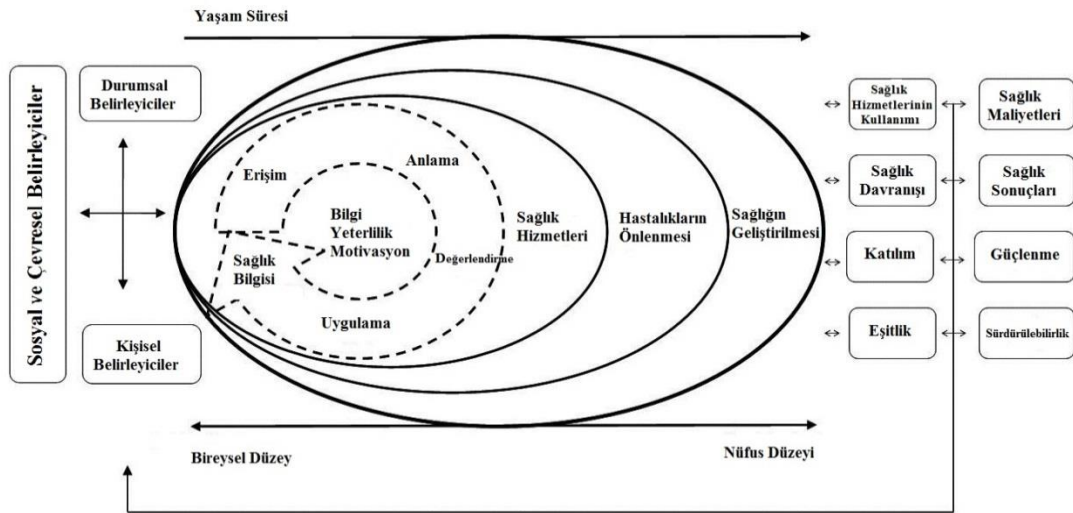 Yaşam Süresi
Sosyal ve Çevresel Belirleyiciler
Durumsal
Belirleyiciler
Kişisel
Belirleyiciler
Erişim
Anlama
Bilgi
Yeterlilik
Motivasyon
Sağlık
Bilgisi
Değerlendirme
Uygulama
Sağlık
Hizmetleri
Hastalıkların
Önlenmesi
Sağlığın
Geliştirilmesi
Sağlık
Hizmetlerinin
Kullanımı
Sağlık
Maliyetleri
Sağlık
Davranışı
Sağlık
Sonuçları
Katılım
Güçlenme
Eşitlik
Sürdürülebilirlik
Bireysel Düzey
Nüfus Düzeyi